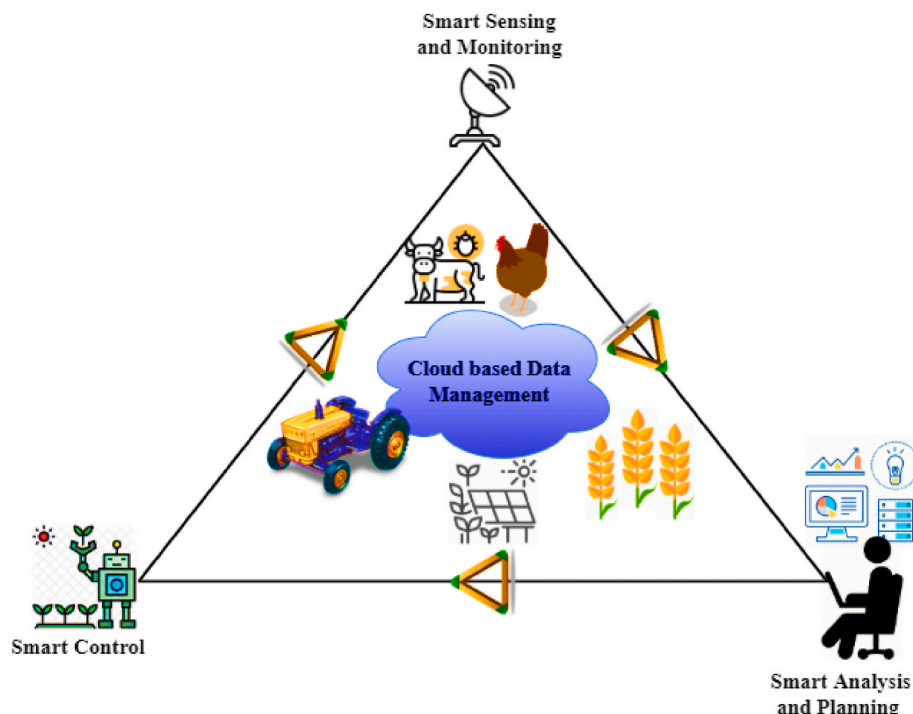 Smart Sensing
and Monitoring
Cloud based Data
Management
Smart Control
Smart Analysis
and Planning